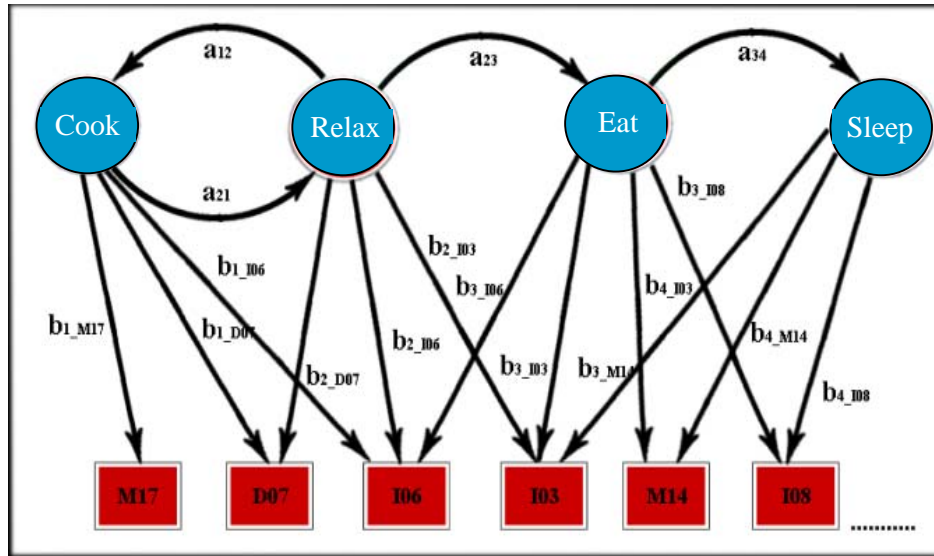 a12
a23
a34
Cook
Relax
Eat
Sleep
a21
b3_I08
b2_I03
b1_I06
b3_I06
b4_I03
b1_M17
b1_D07
b2_I06
b4_M14
b2_D07
b3_I03
b3_M14
b4_I08
M17
D07
I06
I03
M14
I08
...........